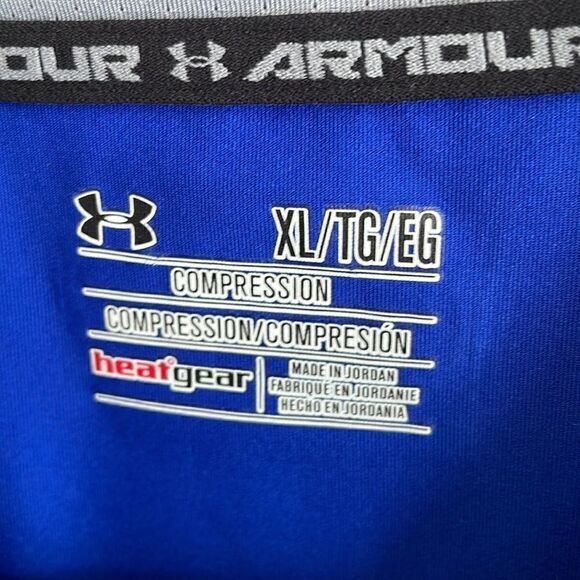 OUR ARMOUR
XL/TG/EG
COMPRESSION
COMPRESSION/COMPRESIÓN
heatgear
MADE IN JORDAN
FABRIQUÉ EN JORDANIE
HECHO EN JORDANIA